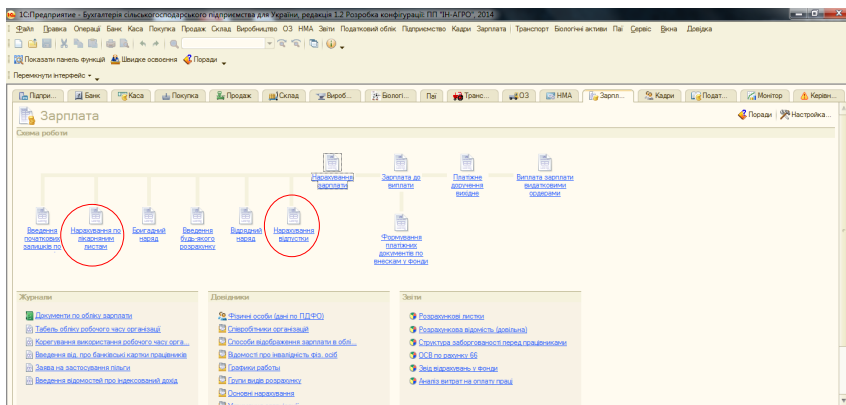 1С:Предприятие - Бухгалтерія сільськогосподарського підприємства для України, редакція 1.2 Розробка конфігурації: ПП "ІН-АГРО", 2014
Файл Правка Операції Банк Каса Покупка Продаж Склад Виробництво ОЗ НМА Звіти Податковий облік Підприємство Кадри Зарплата Транспорт Біологічні активи Паї Сервіс Вікна Довідка
Показати панель функцій Швидке освоення Поради
Перемкнути інтерфейс
Підпри... Банк Каса Покупка Продаж Склад Вироб... Біологі... Паї Транс... ОЗ НМА Зарпл... Кадри Подат... Монітор Керівн...
Зарплата
Поради Настройка...
Схема роботи
Нарахування зарплати
Зарплата до виплати
Платіжне доручення вихідне
Виплата зарплати видатковими ордерами
Введення початкових залишків по
Нарахування по лікарняним листам
Бригадний наряд
Введення будь-якого розрахунку
Відрядний наряд
Нарахування відпустки
Формування платіжних документів по внескам у фонди
Журнали
Документи по обліку зарплати
Табель обліку робочого часу організації
Корегування використання робочого часу орга...
Введення від. про банківські картки працівників
Заява на застосування пільги
Введення відомостей про індексований дохід
Довідники
Фізичні особи (дані по ПДФО)
Співробітники організацій
Способи відображення зарплати в облі...
Відомості про інвалідність фіз. осіб
Графики работы
Групи видів розрахунку
Основні нарахування
Звіти
Розрахункові листки
Розрахункова відомість (довільна)
Структура заборгованості перед працівниками
ОСВ по рахунку 66
Звід відрахувань у фонди
Аналіз витрат на оплату праці